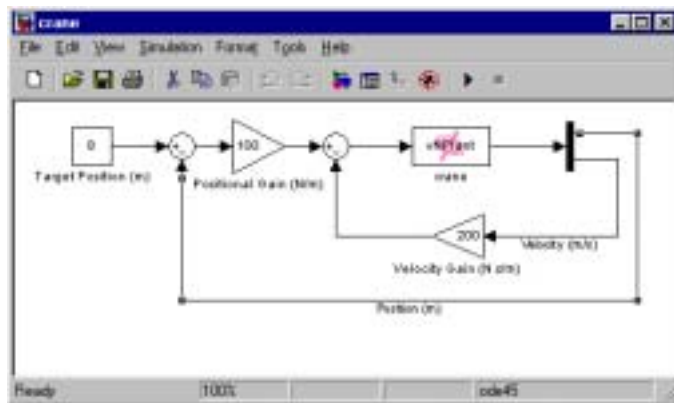 crane
File Edit View Simulation Format Tools Help
0
Target Position (m)
100
Positional Gain (N/m)
crane
200
Velocity (m/s)
Velocity Gain (N s/m)
Position (m)
Ready 100% ode45